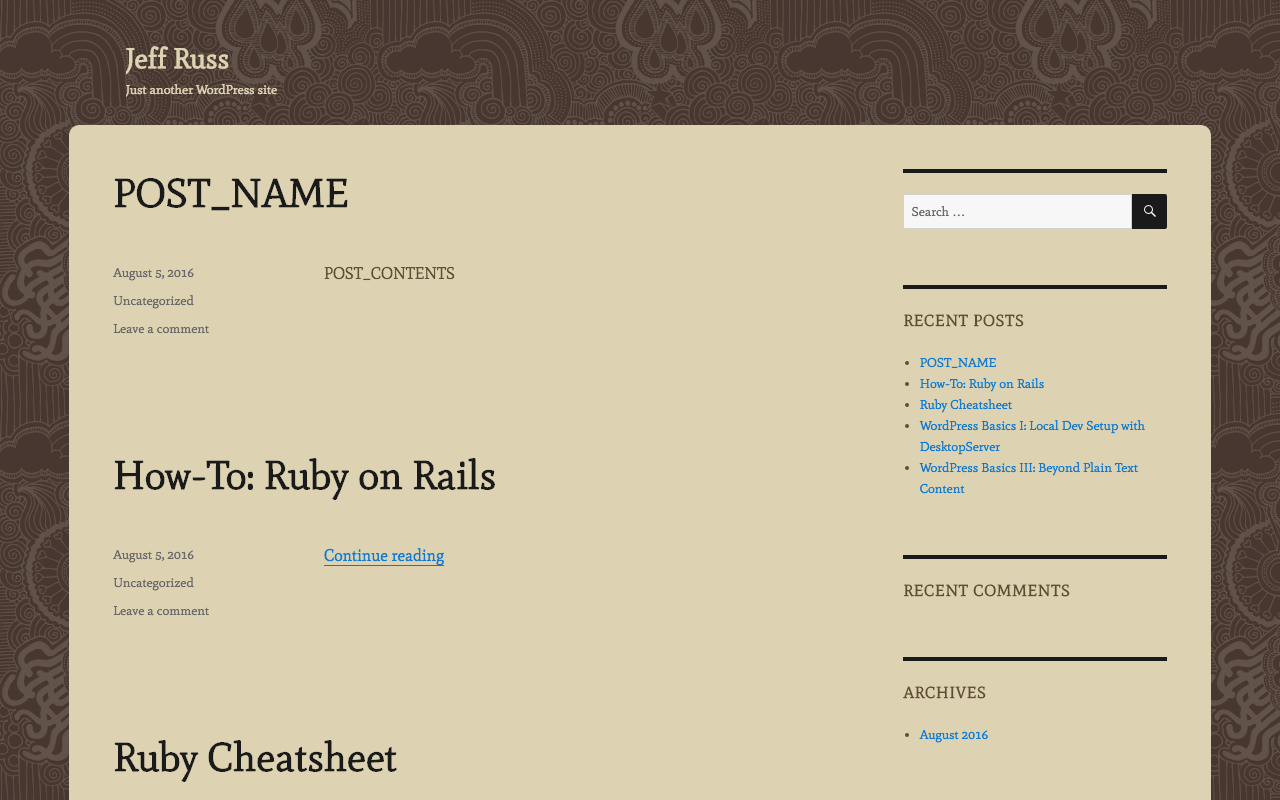 Jeff Russ
Just another WordPress site
POST_NAME
August 5, 2016
Uncategorized
Leave a comment
POST_CONTENTS
How-To: Ruby on Rails
August 5, 2016
Uncategorized
Leave a comment
Continue reading
Ruby Cheatsheet
Search …
RECENT POSTS
POST_NAME
How-To: Ruby on Rails
Ruby Cheatsheet
WordPress Basics I: Local Dev Setup with
DesktopServer
WordPress Basics III: Beyond Plain Text
Content
RECENT COMMENTS
ARCHIVES
August 2016